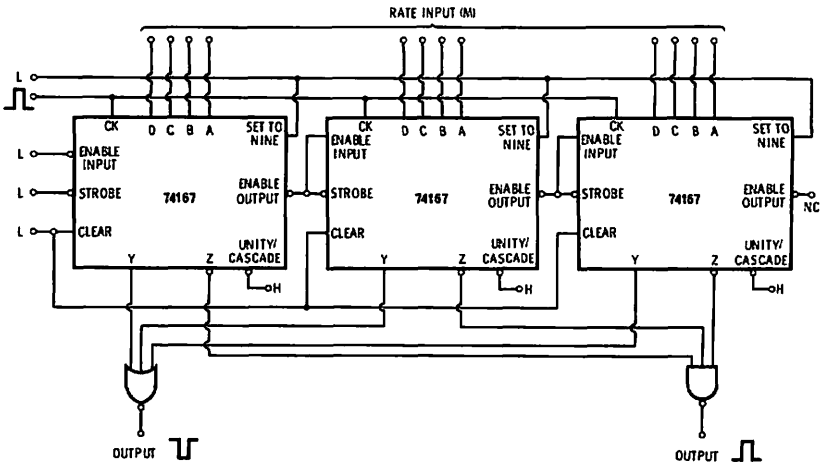 RATE INPUT (M)
L
CK D C B A SET TO NINE
ENABLE INPUT
L
STROBE
L
74167
ENABLE OUTPUT
CLEAR
L
UNITY/CASCADE
Y Z
H
CK D C B A SET TO NINE
ENABLE INPUT
STROBE
74167
ENABLE OUTPUT
CLEAR
UNITY/CASCADE
Y Z
H
CK D C B A SET TO NINE
ENABLE INPUT
STROBE
74167
ENABLE OUTPUT
NC
CLEAR
UNITY/CASCADE
Y Z
H
OUTPUT
OUTPUT